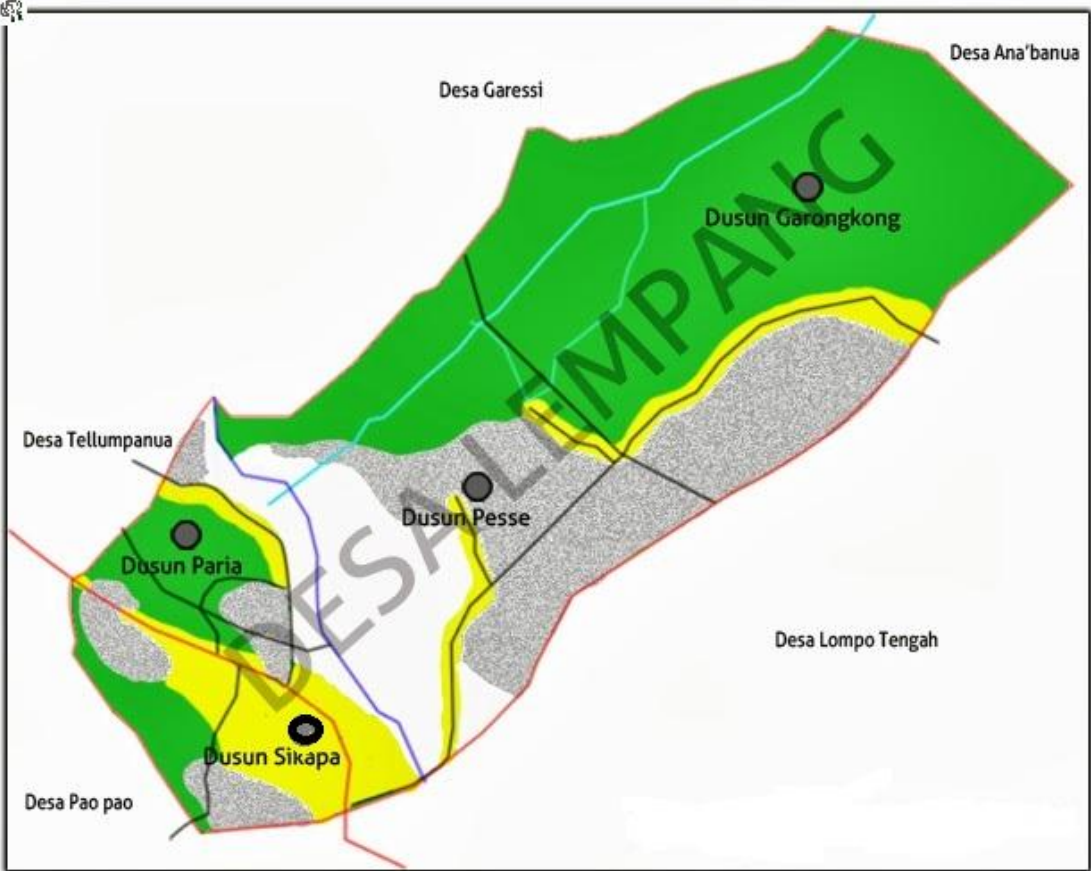 Desa Ana'banua
Desa Garessi
Dusun Garongkong
DESA LEMPANG
Desa Tellumpanua
Dusun Pesse
Dusun Paria
Desa Lompo Tengah
Dusun Sikapa
Desa Pao pao